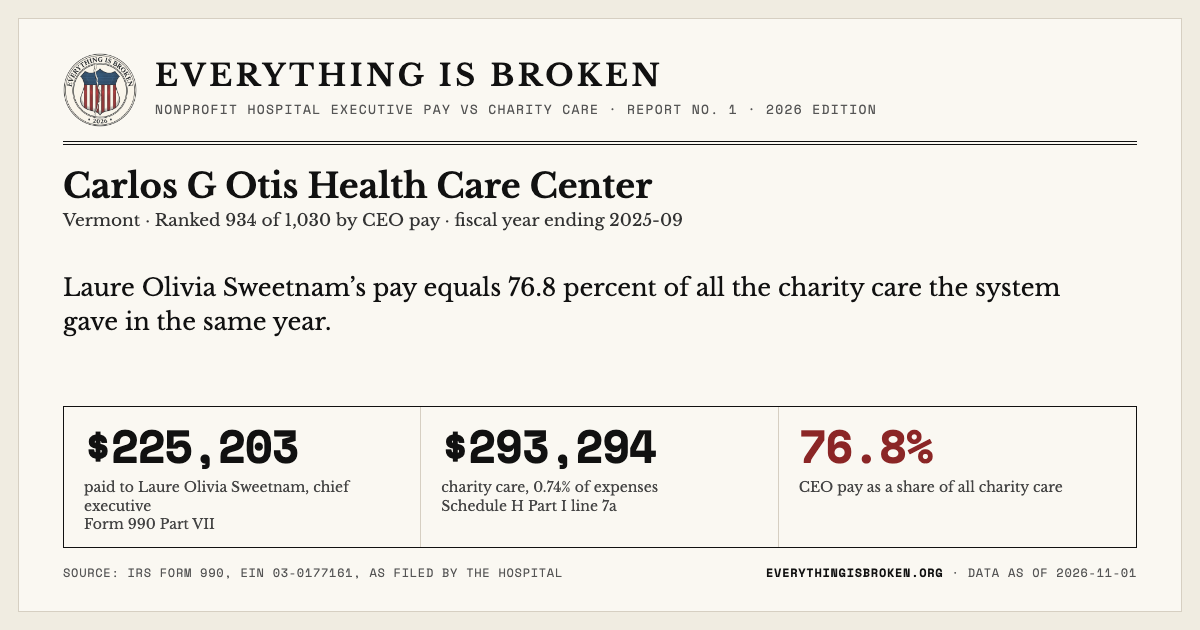 EVERYTHING IS BROKEN
2026
EVERYTHING IS BROKEN
NONPROFIT HOSPITAL EXECUTIVE PAY VS CHARITY CARE · REPORT NO. 1 · 2026 EDITION
Carlos G Otis Health Care Center
Vermont · Ranked 934 of 1,030 by CEO pay · fiscal year ending 2025-09
Laure Olivia Sweetnam’s pay equals 76.8 percent of all the charity care the system
gave in the same year.
$225,203
paid to Laure Olivia Sweetnam, chief
executive
Form 990 Part VII
$293,294
charity care, 0.74% of expenses
Schedule H Part I line 7a
76.8%
CEO pay as a share of all charity care
SOURCE: IRS FORM 990, EIN 03-0177161, AS FILED BY THE HOSPITAL
EVERYTHINGISBROKEN.ORG · DATA AS OF 2026-11-01